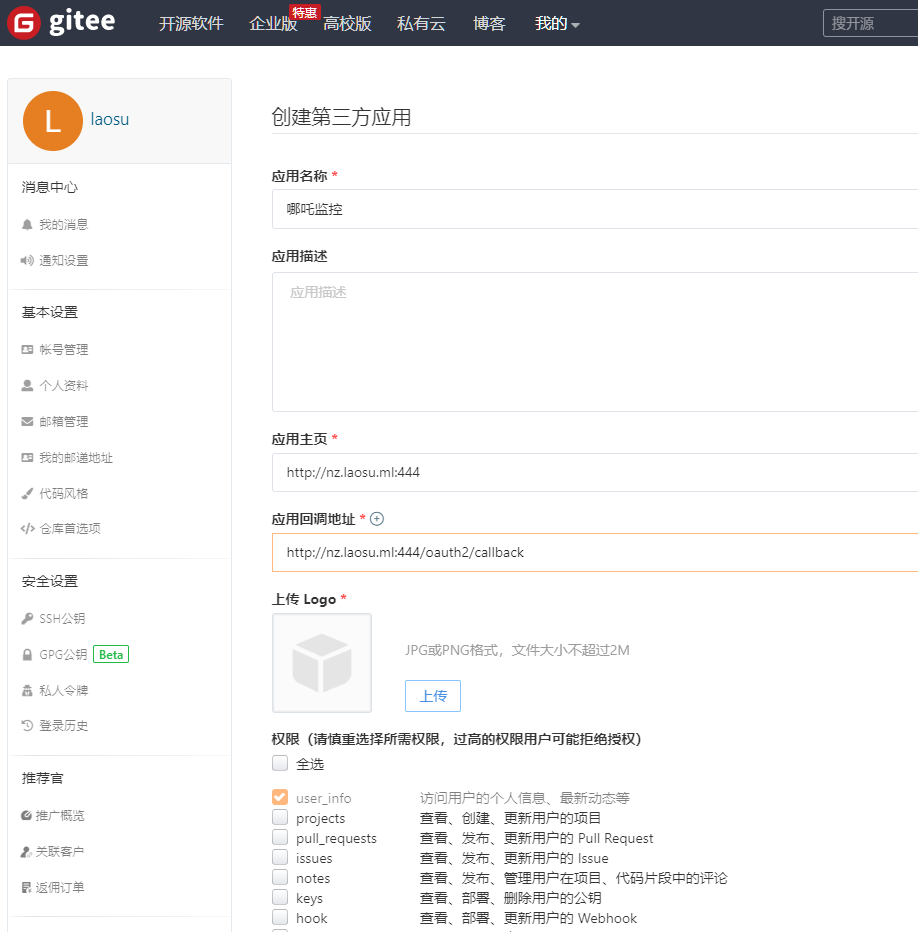 gitee 开源软件 企业版 特惠 高校版 私有云 博客 我的 搜开源
L laosu
消息中心
我的消息
通知设置
基本设置
帐号管理
个人资料
邮箱管理
我的邮递地址
代码风格
仓库首选项
安全设置
SSH公钥
GPG公钥 Beta
私人令牌
登录历史
推荐官
推广概览
关联客户
返佣订单
创建第三方应用
应用名称 *
哪吒监控
应用描述
应用描述
应用主页 *
http://nz.laosu.ml:444
应用回调地址 *
http://nz.laosu.ml:444/oauth2/callback
上传 Logo *
JPG或PNG格式，文件大小不超过2M
上传
权限（请慎重选择所需权限，过高的权限用户可能拒绝授权）
全选
user_info 访问用户的个人信息、最新动态等
projects 查看、创建、更新用户的项目
pull_requests 查看、发布、更新用户的 Pull Request
issues 查看、发布、更新用户的 Issue
notes 查看、发布、管理用户在项目、代码片段中的评论
keys 查看、部署、删除用户的公钥
hook 查看、部署、更新用户的 Webhook